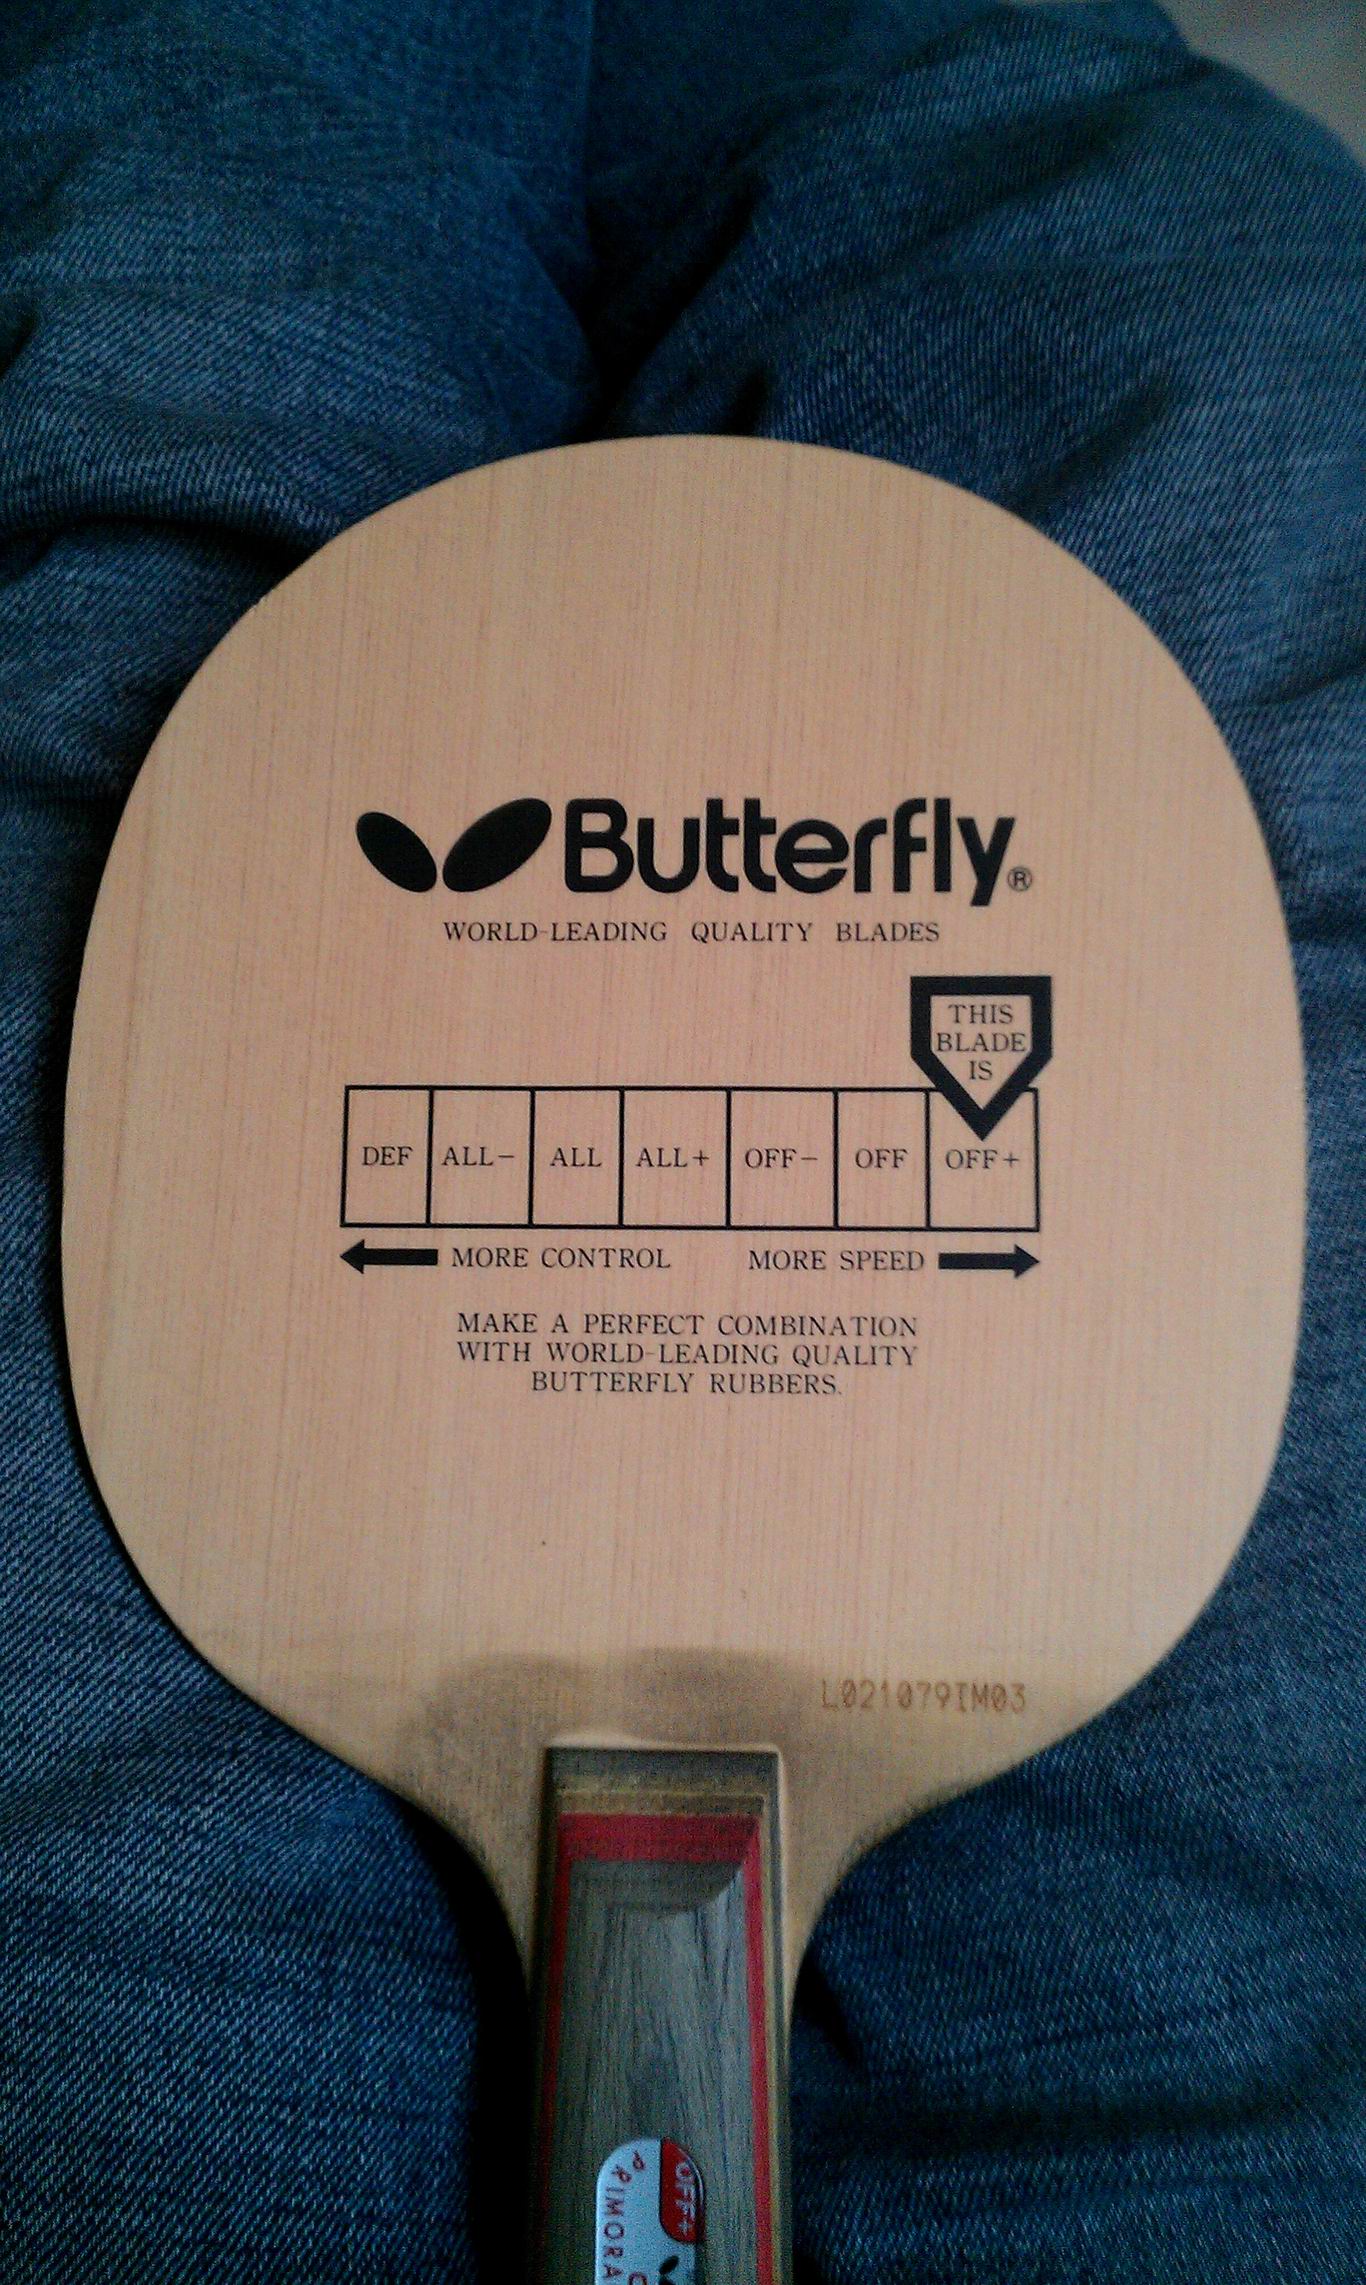 Butterfly®
WORLD-LEADING QUALITY BLADES
THIS
BLADE
IS
DEF ALL- ALL ALL+ OFF- OFF OFF+
MORE CONTROL MORE SPEED
MAKE A PERFECT COMBINATION
WITH WORLD-LEADING QUALITY
BUTTERFLY RUBBERS.
L021079IM03
OFF+
PRIMORA